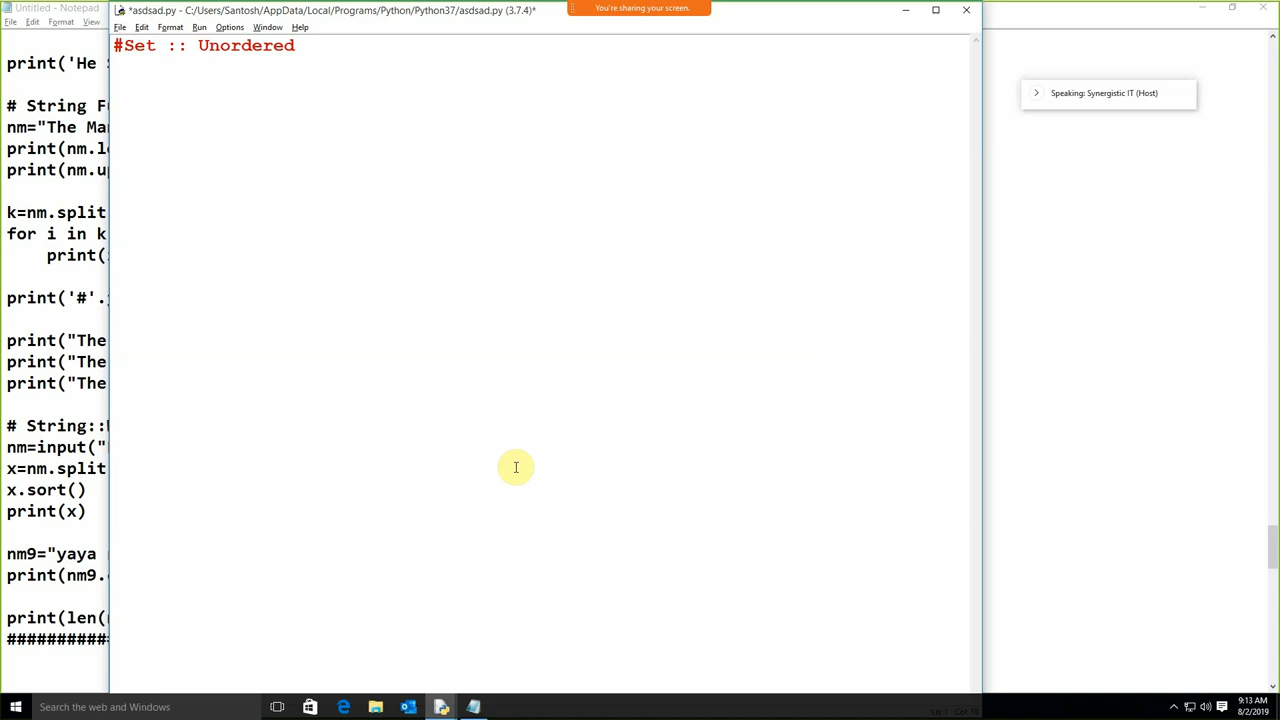 Untitled - Notepad
File Edit Format View
print('He
# String
nm="The
print(nm.
print(nm.
k=nm.split
for i in k
print(
print('#'.
print("The
print("The
print("The
# String::
nm=input("
x=nm.split
x.sort()
print(x)
nm9="yaya
print(nm9.
print(len(
###########
*asdsad.py - C:/Users/Santosh/AppData/Local/Programs/Python/Python37/asdsad.py (3.7.4)*
You're sharing your screen.
File Edit Format Run Options Window Help
#Set :: Unordered
Speaking: Synergistic IT (Host)
Search the web and Windows
9:13 AM
8/2/2019